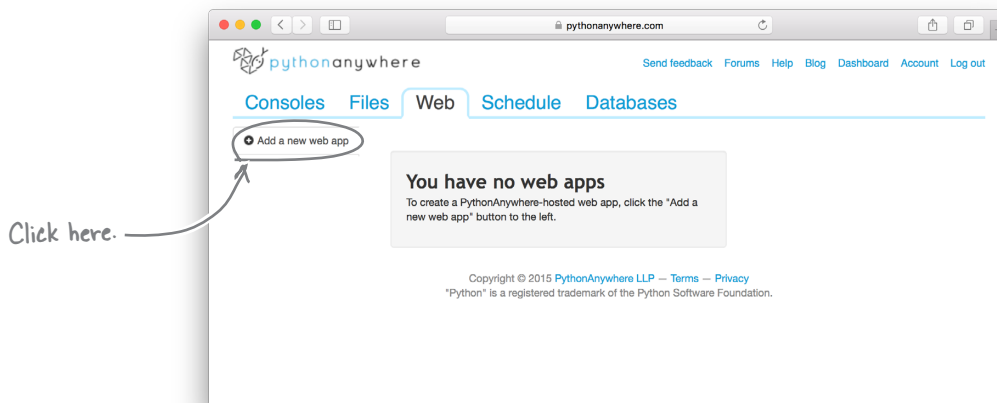 pythonanywhere.com
pythonanywhere
Send feedback Forums Help Blog Dashboard Account Log out
Consoles Files Web Schedule Databases
Add a new web app
You have no web apps
To create a PythonAnywhere-hosted web app, click the "Add a
new web app" button to the left.
Click here.
Copyright © 2015 PythonAnywhere LLP — Terms — Privacy
"Python" is a registered trademark of the Python Software Foundation.